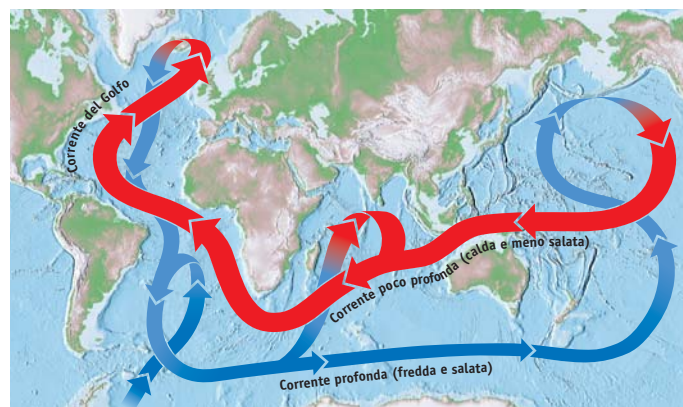 Corrente del Golfo
Corrente poco profonda (calda e meno salata)
Corrente profonda (fredda e salata)